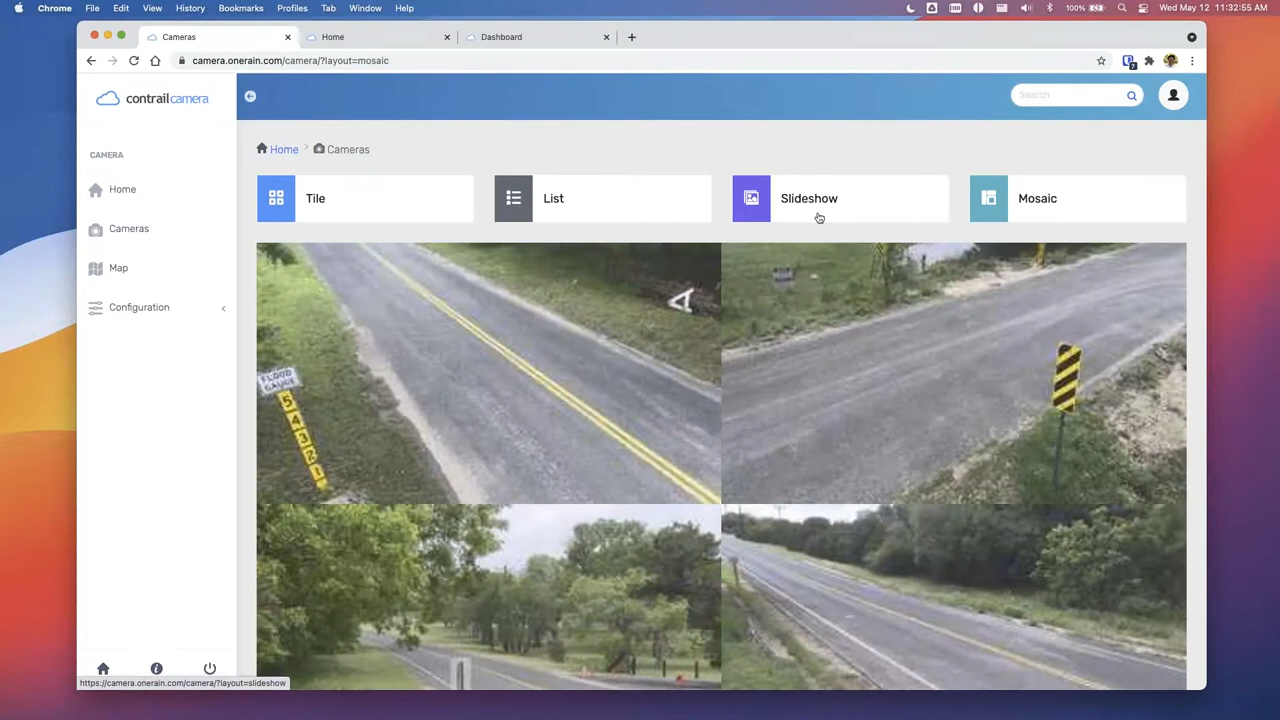 Chrome File Edit View History Bookmarks Profiles Tab Window Help 100% Wed May 12 11:32:55 AM
Cameras Home Dashboard
camera.onerain.com/camera/?layout=mosaic 7
contrailcamera Search
Home > Cameras
CAMERA
Tile List Slideshow Mosaic
Home
Cameras
Map
Configuration
FLOOD
GAUGE
5
4
3
2
1
https://camera.onerain.com/camera/?layout=slideshow